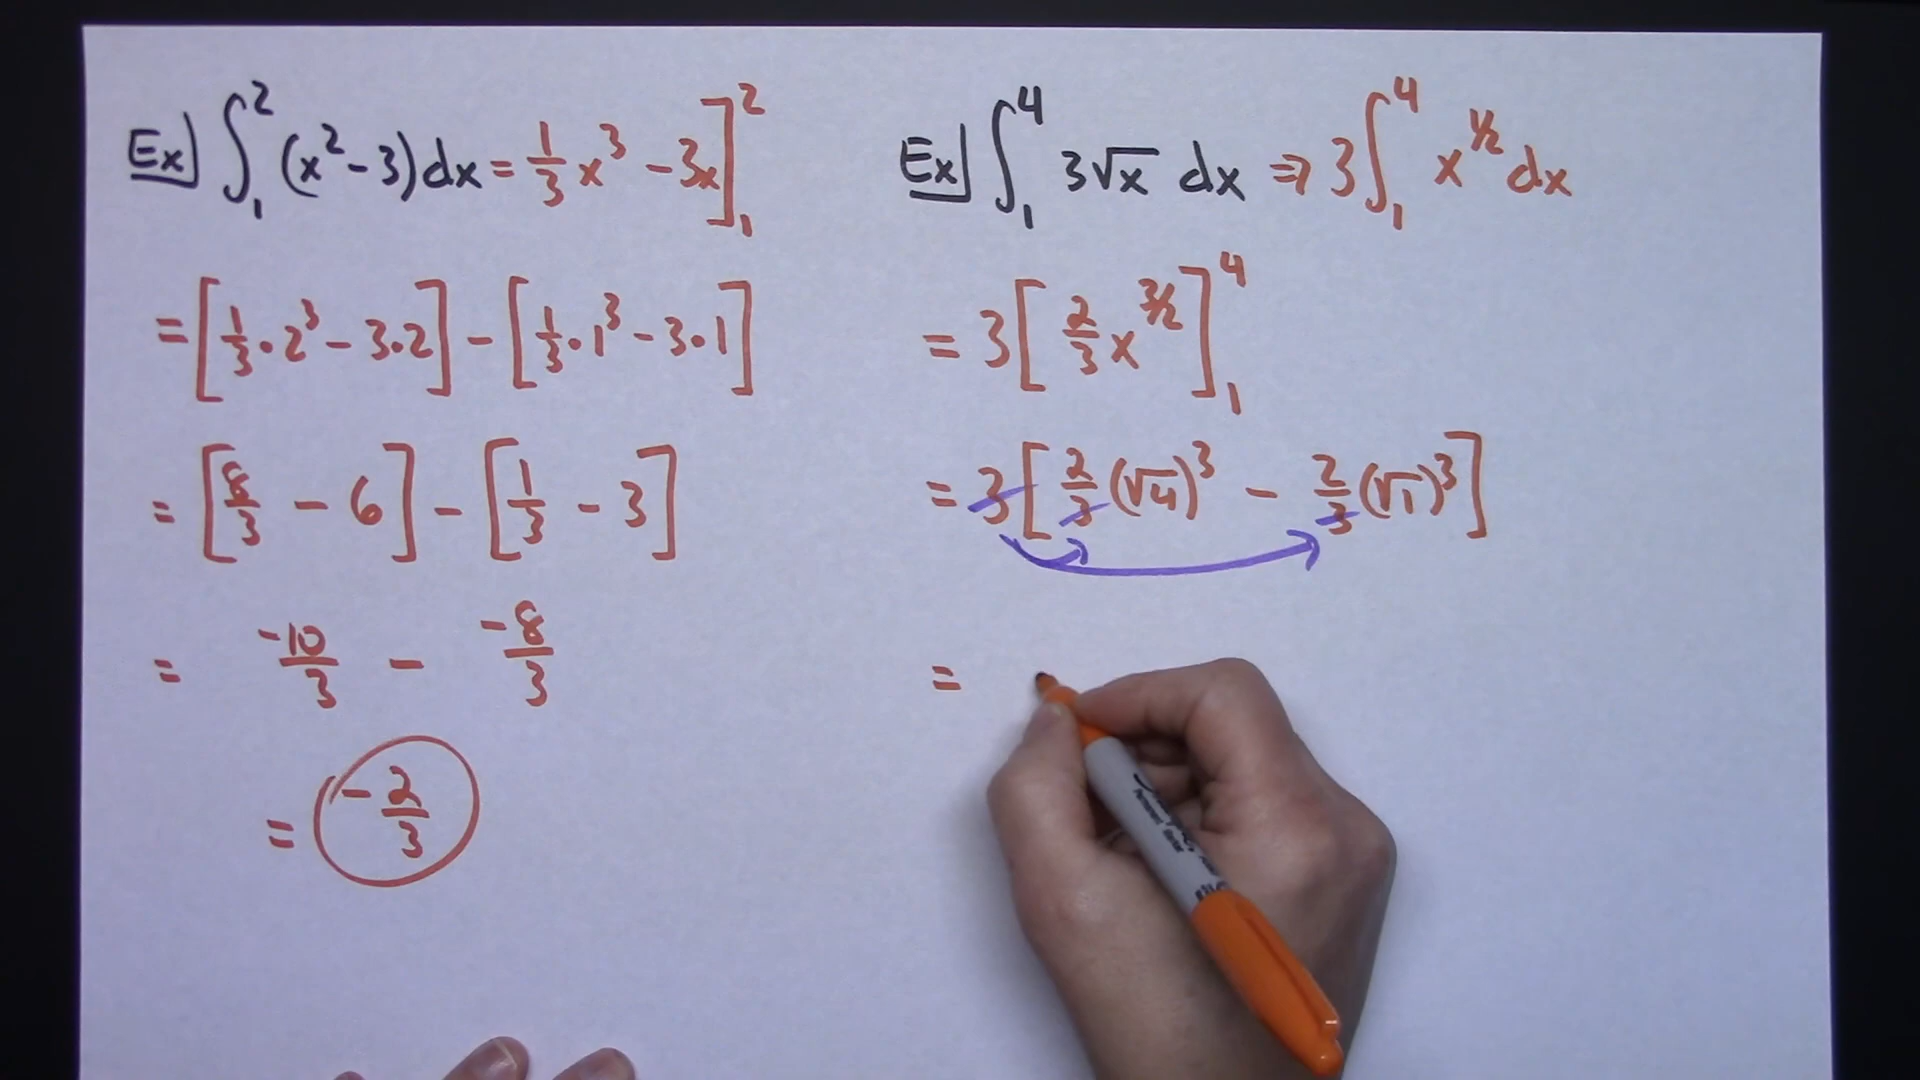 Ex] ∫₁² (x² - 3) dx = 1/3 x³ - 3x]₁²
= [1/3 · 2³ - 3 · 2] - [1/3 · 1³ - 3 · 1]
= [8/3 - 6] - [1/3 - 3]
= -10/3 - -8/3
= -2/3
Ex] ∫₁⁴ 3√x dx ⇒ 3∫₁⁴ x^1/2 dx
= 3[2/3 x^3/2]₁⁴
= 3[2/3 (√4)³ - 2/3 (√1)³]
=